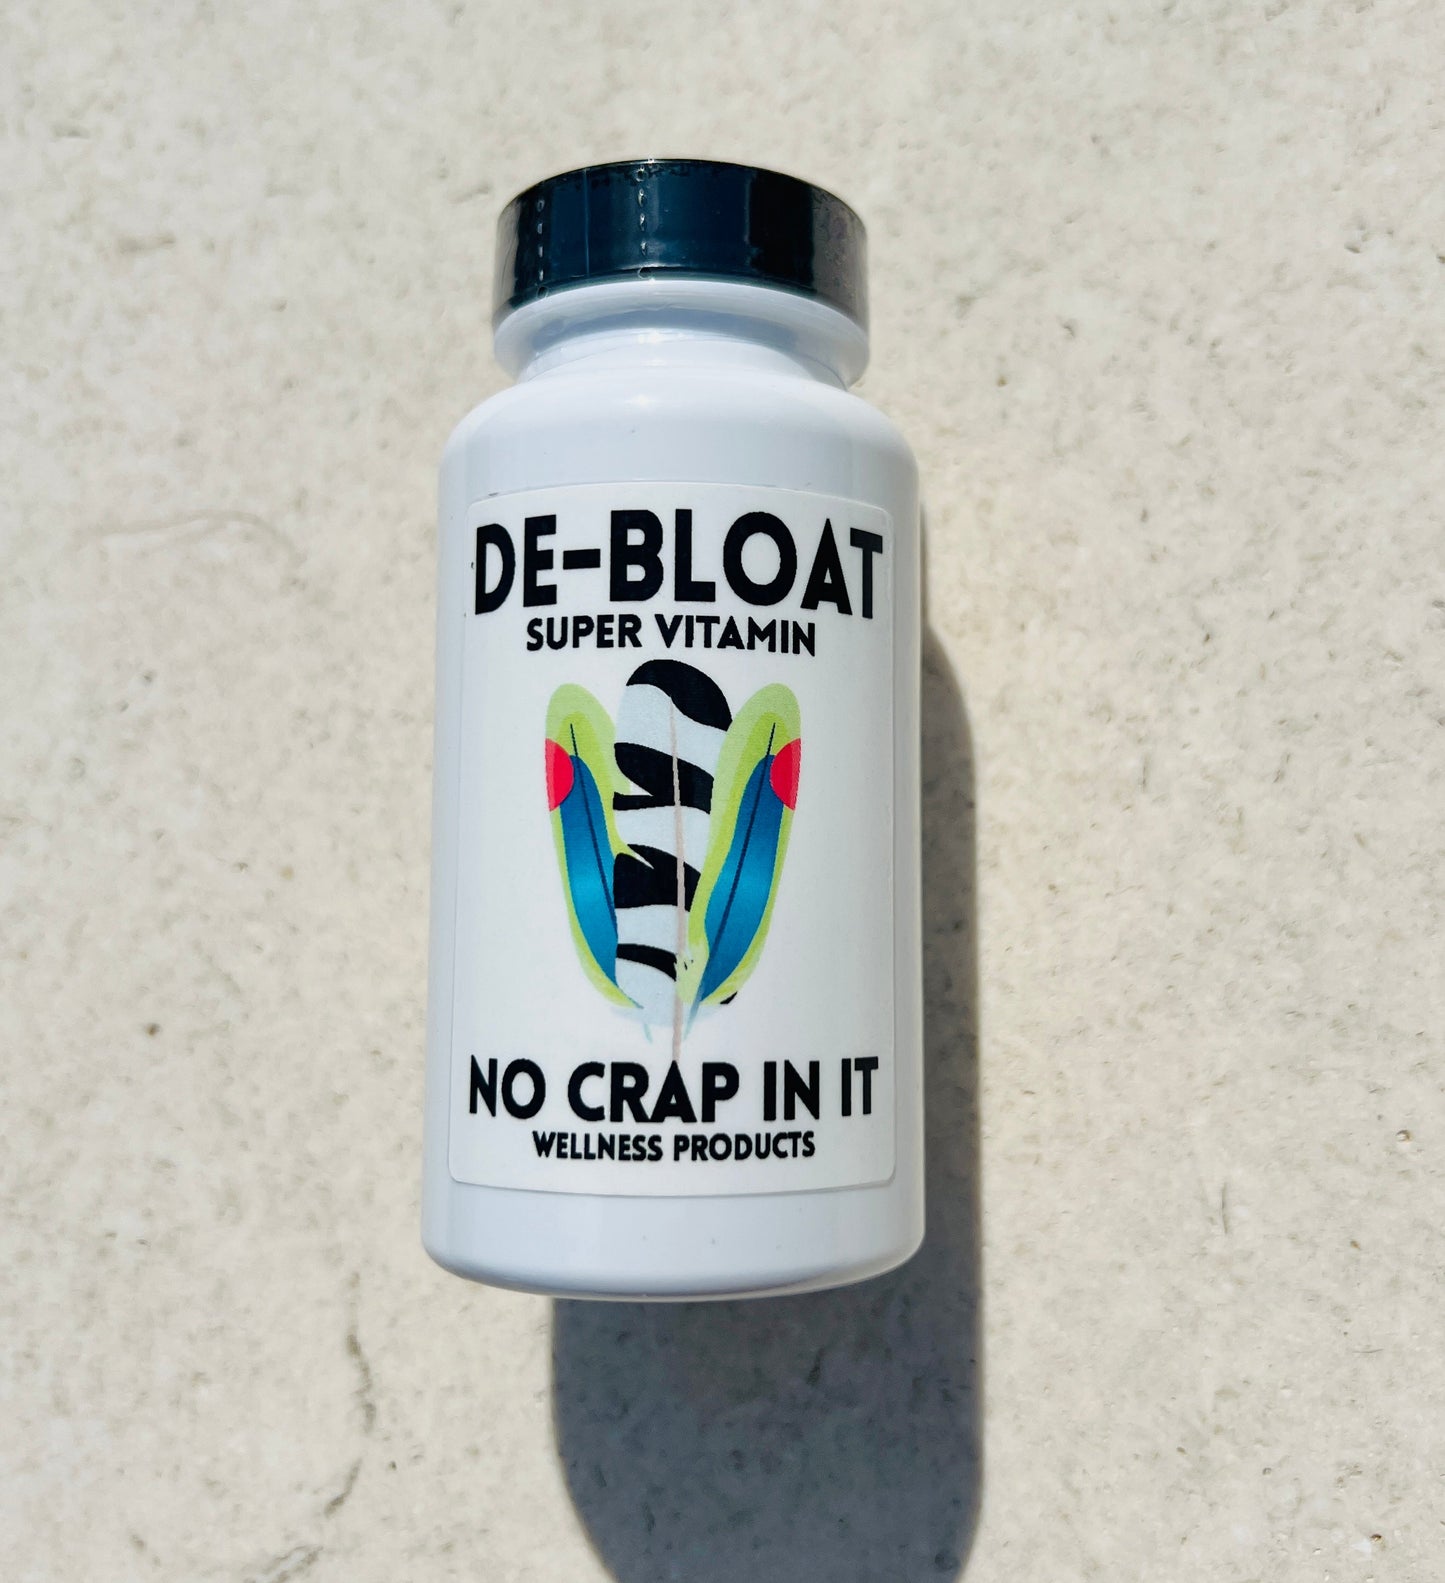 DE-BLOAT
SUPER VITAMIN
NO CRAP IN IT
WELLNESS PRODUCTS